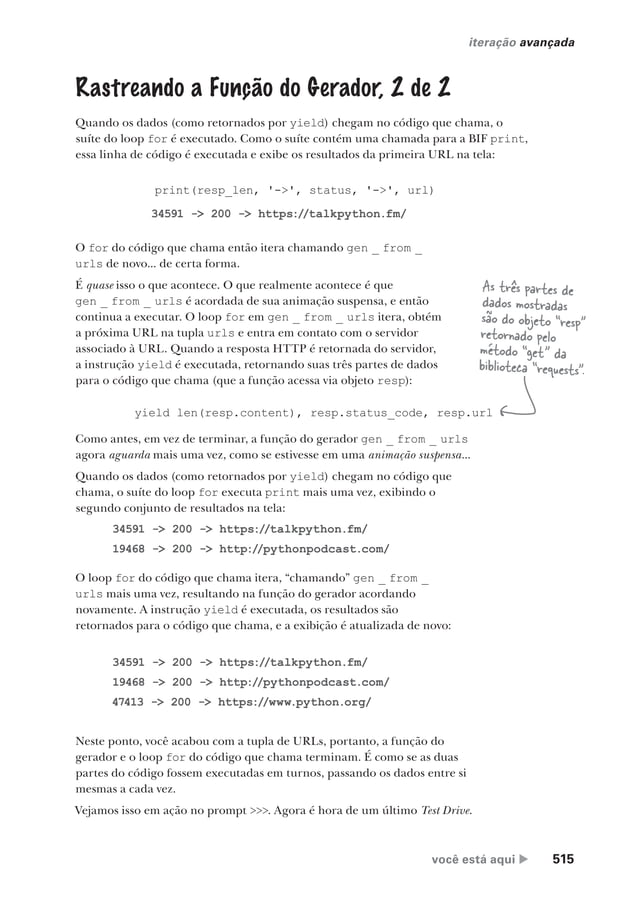 iteração avançada
Rastreando a Função do Gerador, 2 de 2
Quando os dados (como retornados por yield) chegam no código que chama, o
suíte do loop for é executado. Como o suíte contém uma chamada para a BIF print,
essa linha de código é executada e exibe os resultados da primeira URL na tela:
print(resp_len, '->', status, '->', url)
34591 -> 200 -> https://talkpython.fm/
O for do código que chama então itera chamando gen _ from _
urls de novo... de certa forma.
É quase isso o que acontece. O que realmente acontece é que
gen _ from _ urls é acordada de sua animação suspensa, e então
continua a executar. O loop for em gen _ from _ urls itera, obtém
a próxima URL na tupla urls e entra em contato com o servidor
associado à URL. Quando a resposta HTTP é retornada do servidor,
a instrução yield é executada, retornando suas três partes de dados
para o código que chama (que a função acessa via objeto resp):
As três partes de
dados mostradas
são do objeto “resp”
retornado pelo
método “get” da
biblioteca “requests”.
yield len(resp.content), resp.status_code, resp.url
Como antes, em vez de terminar, a função do gerador gen _ from _ urls
agora aguarda mais uma vez, como se estivesse em uma animação suspensa...
Quando os dados (como retornados por yield) chegam no código que
chama, o suíte do loop for executa print mais uma vez, exibindo o
segundo conjunto de resultados na tela:
34591 -> 200 -> https://talkpython.fm/
19468 -> 200 -> http://pythonpodcast.com/
O loop for do código que chama itera, “chamando” gen _ from _
urls mais uma vez, resultando na função do gerador acordando
novamente. A instrução yield é executada, os resultados são
retornados para o código que chama, e a exibição é atualizada de novo:
34591 -> 200 -> https://talkpython.fm/
19468 -> 200 -> http://pythonpodcast.com/
47413 -> 200 -> https://www.python.org/
Neste ponto, você acabou com a tupla de URLs, portanto, a função do
gerador e o loop for do código que chama terminam. É como se as duas
partes do código fossem executadas em turnos, passando os dados entre si
mesmas a cada vez.
Vejamos isso em ação no prompt >>>. Agora é hora de um último Test Drive.
você está aqui ▶ 515